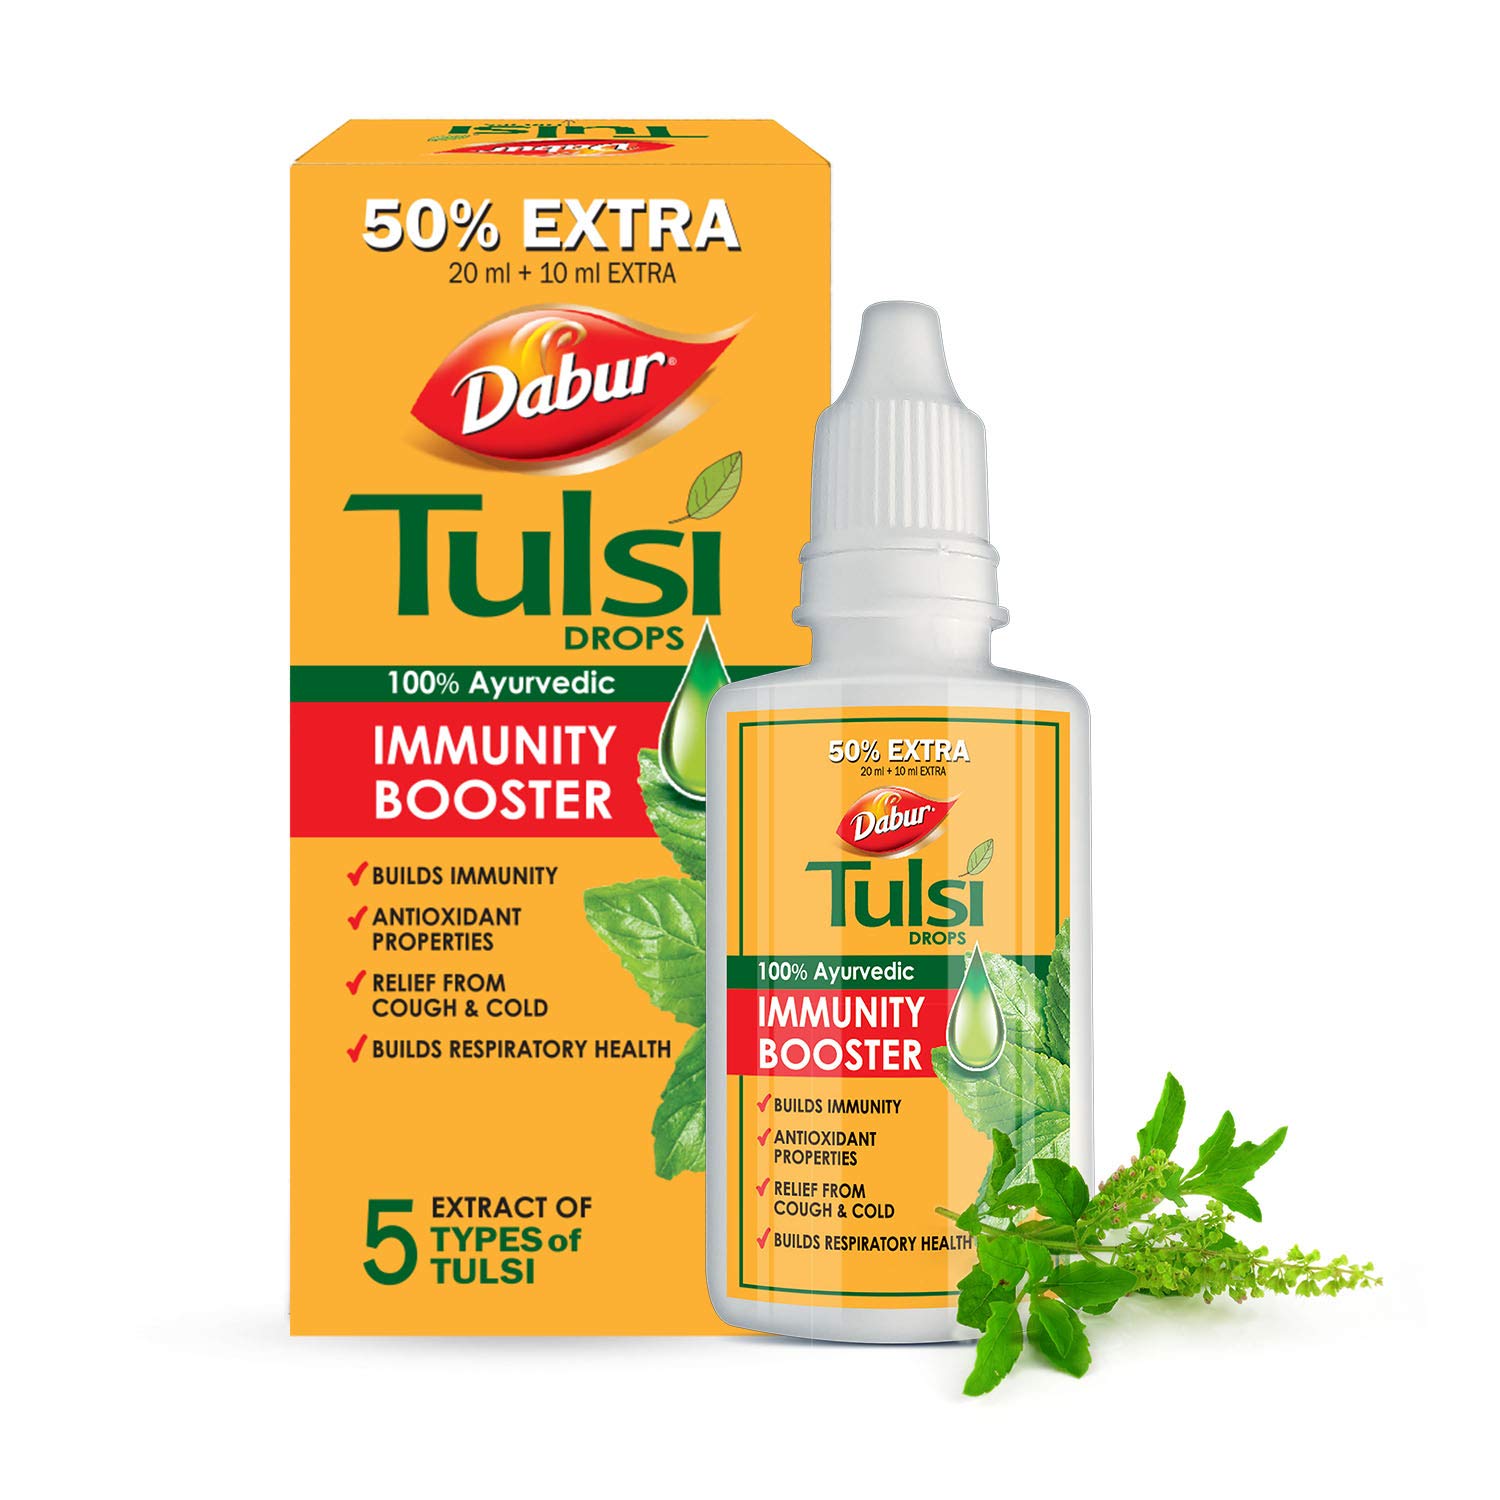 Tulsi
Dabur
50% EXTRA
20 ml + 10 ml EXTRA
Dabur®
Tulsi
DROPS
100% Ayurvedic
IMMUNITY
BOOSTER
BUILDS IMMUNITY
ANTIOXIDANT
PROPERTIES
RELIEF FROM
COUGH & COLD
BUILDS RESPIRATORY HEALTH
5 EXTRACT OF
TYPES of
TULSI
50% EXTRA
20 ml + 10 ml EXTRA
Dabur
Tulsi
DROPS
100% Ayurvedic
IMMUNITY
BOOSTER
BUILDS IMMUNITY
ANTIOXIDANT
PROPERTIES
RELIEF FROM
COUGH & COLD
BUILDS RESPIRATORY HEALTH